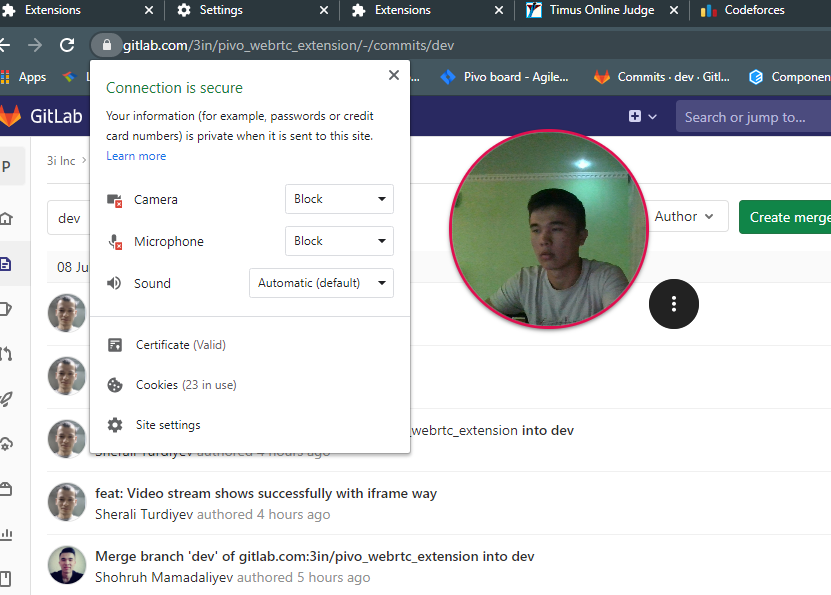 Extensions
Settings
Extensions
Timus Online Judge
Codeforces
gitlab.com/3in/pivo_webrtc_extension/-/commits/dev
Apps
L
...
Pivo board - Agile...
Commits · dev · Gitl...
Componen
GitLab
Search or jump to...
Connection is secure
Your information (for example, passwords or credit
card numbers) is private when it is sent to this site.
Learn more
P
3i Inc
Camera
Block
dev
Author
Create merge
Microphone
Block
08 Ju
Sound
Automatic (default)
Certificate (Valid)
Cookies (23 in use)
Site settings
_webrtc_extension into dev
Sherali Turdiyev authored 4 hours ago
feat: Video stream shows successfully with iframe way
Sherali Turdiyev authored 4 hours ago
Merge branch 'dev' of gitlab.com:3in/pivo_webrtc_extension into dev
Shohruh Mamadaliyev authored 5 hours ago